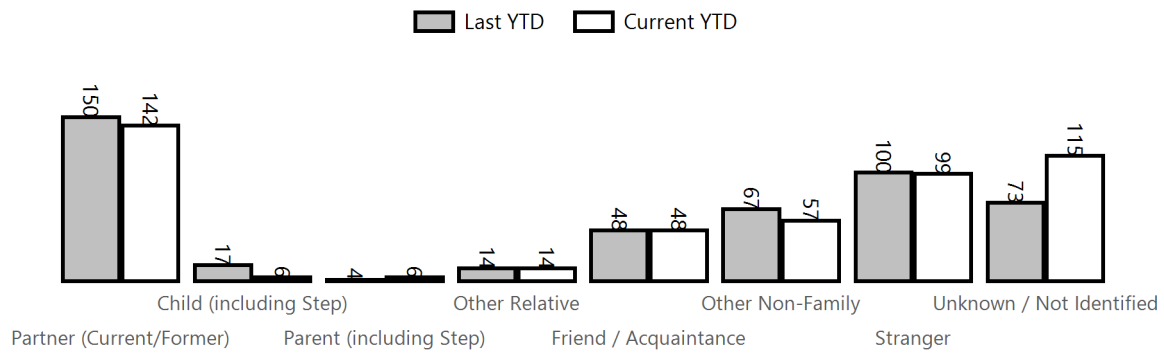 Last YTD
Current YTD
150
142
17
6
4
6
14
14
48
48
67
57
100
99
73
115
Child (including Step)
Other Relative
Other Non-Family
Unknown / Not Identified
Partner (Current/Former)
Parent (including Step)
Friend / Acquaintance
Stranger